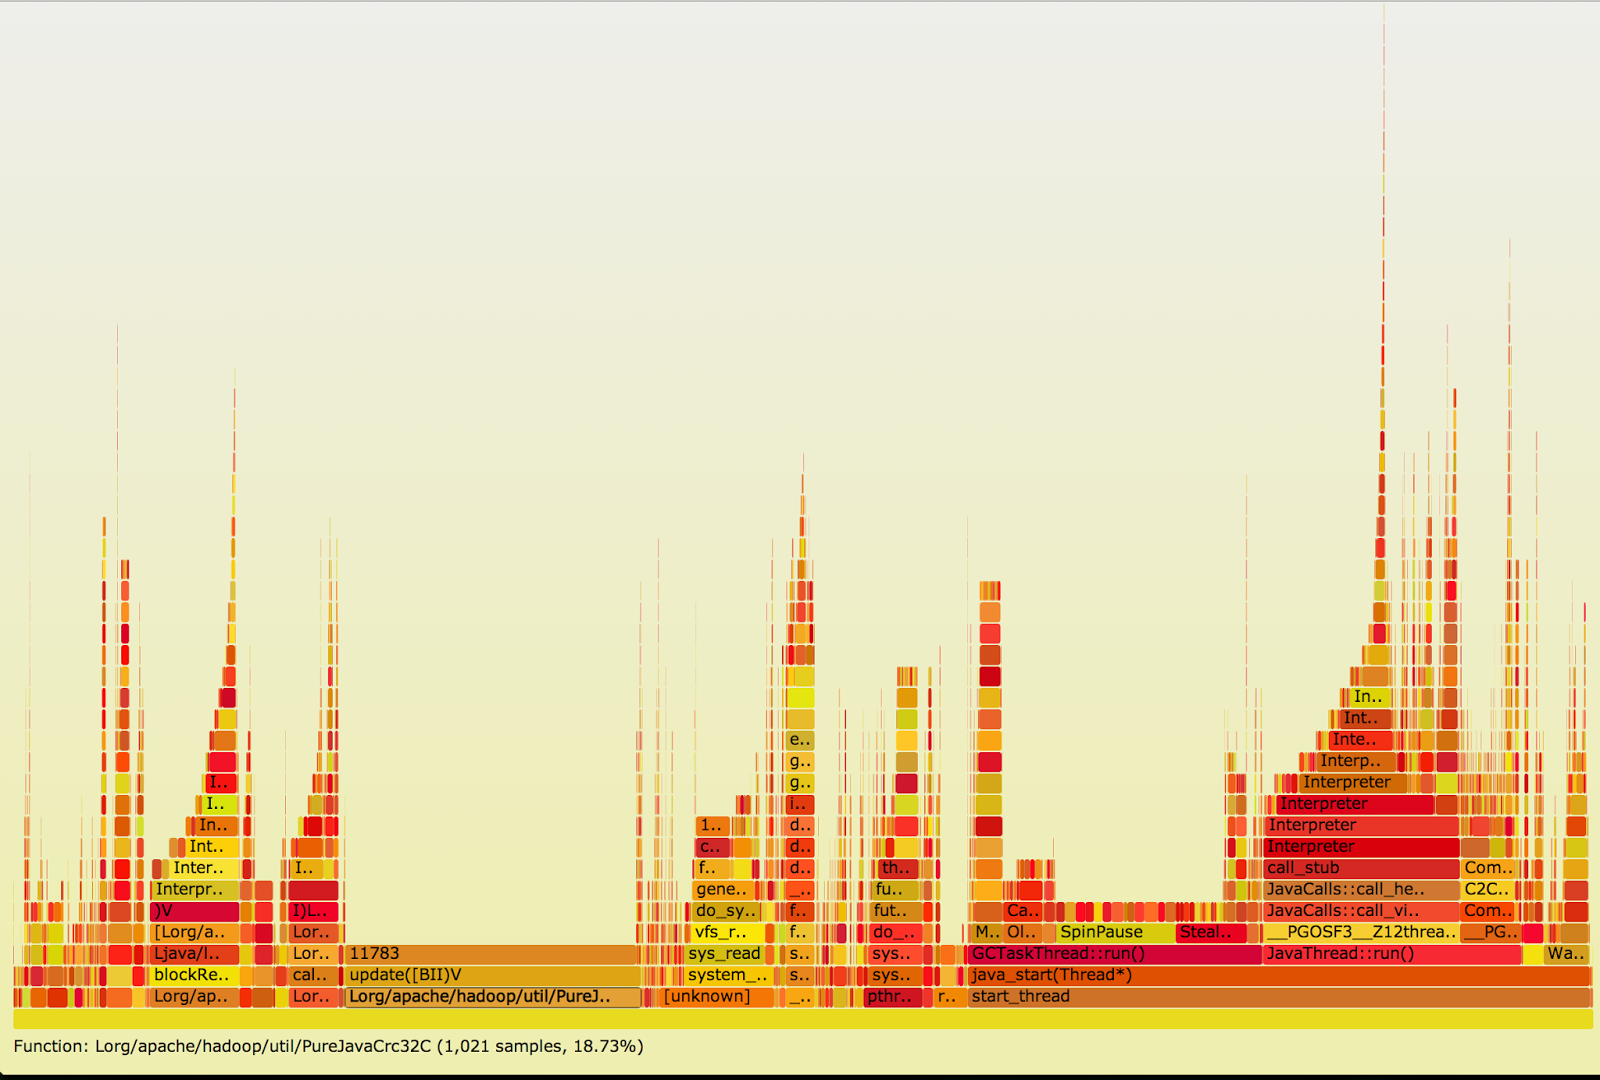 In..
Int..
e.. Inte..
g.. Interp..
I.. g.. Interpreter
I.. i.. Interpreter
In.. 1.. d.. Interpreter
Int.. c.. d.. Interpreter
Inter.. I.. f.. d.. th.. call_stub Com..
Interpr.. gene.. _.. fu.. JavaCalls::call_he.. C2C..
)V I)L.. do_sy.. f.. fut.. Ca.. JavaCalls::call_vi.. Com..
[Lorg/a.. Lor.. vfs_r.. f.. do_.. M.. Ol.. SpinPause Steal.. __PGOSF3__Z12threa.. __PG..
Ljava/l.. Lor.. 11783 sys_read s.. sys.. GCTaskThread::run() JavaThread::run() Wa..
blockRe.. cal.. update([BII)V system_.. s.. sys.. java_start(Thread*)
Lorg/ap.. Lor.. Lorg/apache/hadoop/util/PureJ.. [unknown] _.. pthr.. r.. start_thread
Function: Lorg/apache/hadoop/util/PureJavaCrc32C (1,021 samples, 18.73%)